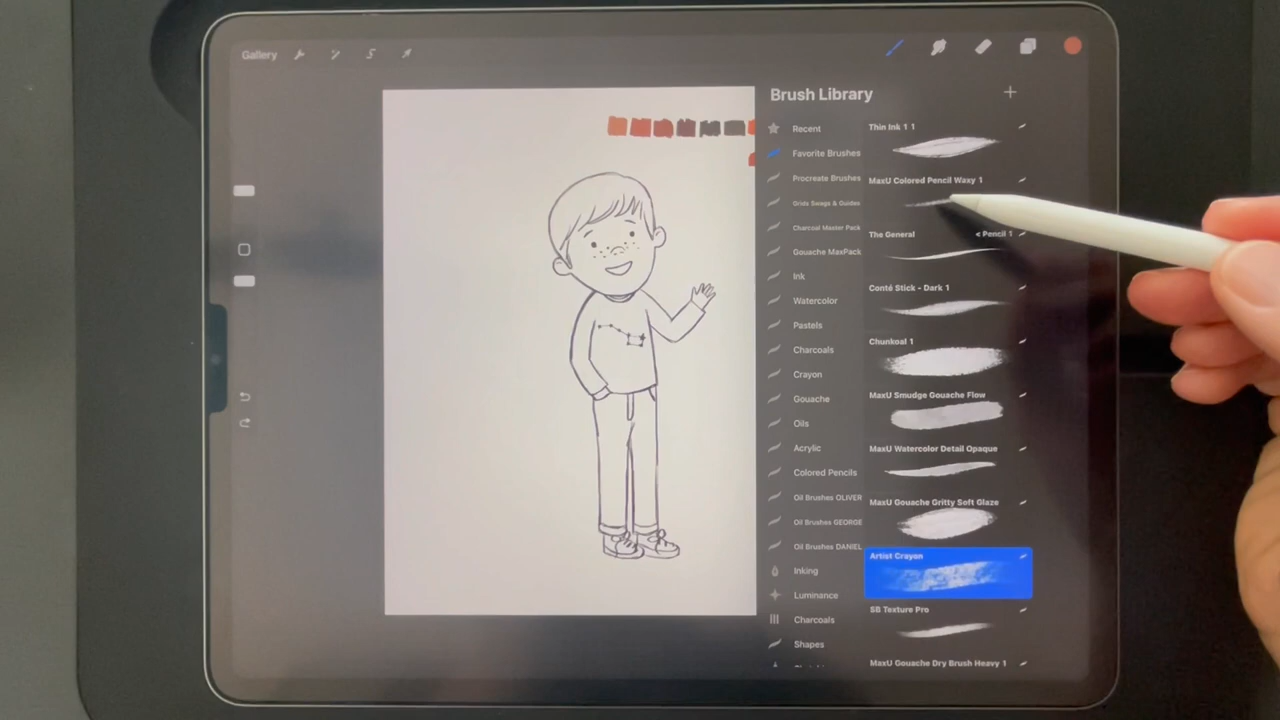 Gallery
Brush Library
Recent
Favorite Brushes
Procreate Brushes
Grids Swags & Guides
Charcoal Master Pack
Gouache MaxPack
Ink
Watercolor
Pastels
Charcoals
Crayon
Gouache
Oils
Acrylic
Colored Pencils
Oil Brushes OLIVER
Oil Brushes GEORGE
Oil Brushes DANIEL
Inking
Luminance
Charcoals
Shapes
Thin Ink 1 1
MaxU Colored Pencil Waxy 1
The General < Pencil 1
Conté Stick - Dark 1
Chunkoal 1
MaxU Smudge Gouache Flow
MaxU Watercolor Detail Opaque
MaxU Gouache Gritty Soft Glaze
Artist Crayon
SB Texture Pro
MaxU Gouache Dry Brush Heavy 1